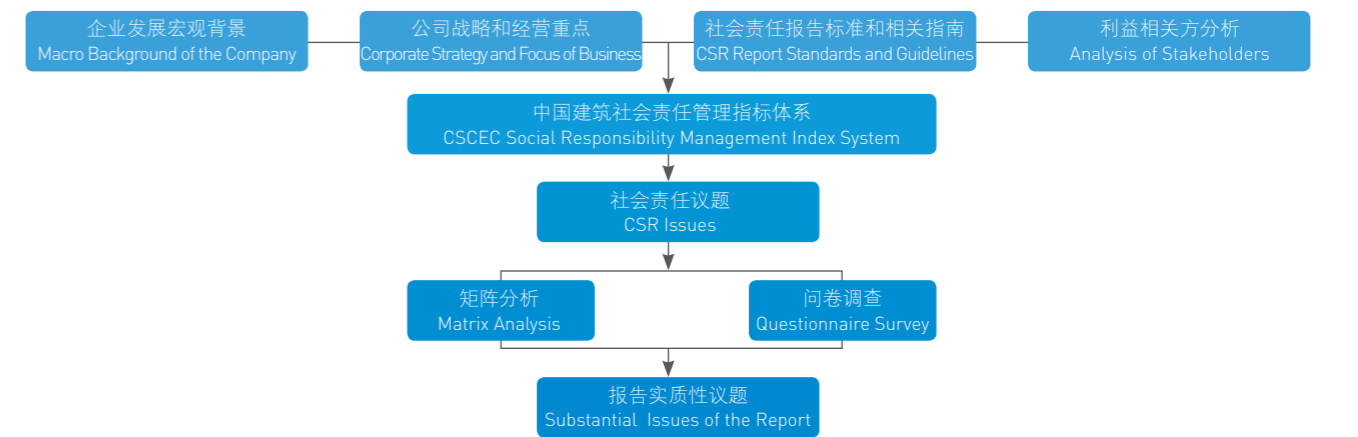 企业发展宏观背景
Macro Background of the Company
公司战略和经营重点
Corporate Strategy and Focus of Business
社会责任报告标准和相关指南
CSR Report Standards and Guidelines
利益相关方分析
Analysis of Stakeholders
中国建筑社会责任管理指标体系
CSCEC Social Responsibility Management Index System
社会责任议题
CSR Issues
矩阵分析
Matrix Analysis
问卷调查
Questionnaire Survey
报告实质性议题
Substantial Issues of the Report